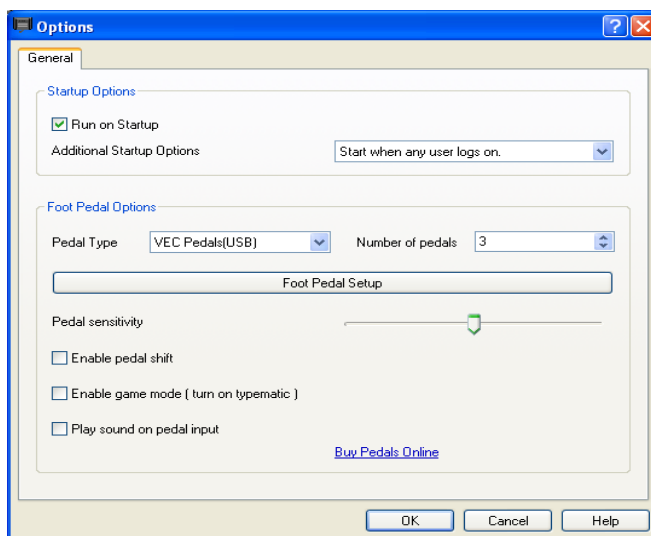 Options
General
Startup Options
Run on Startup
Additional Startup Options Start when any user logs on.
Foot Pedal Options
Pedal Type VEC Pedals(USB) Number of pedals 3
Foot Pedal Setup
Pedal sensitivity
Enable pedal shift
Enable game mode ( turn on typematic )
Play sound on pedal input
Buy Pedals Online
OK Cancel Help